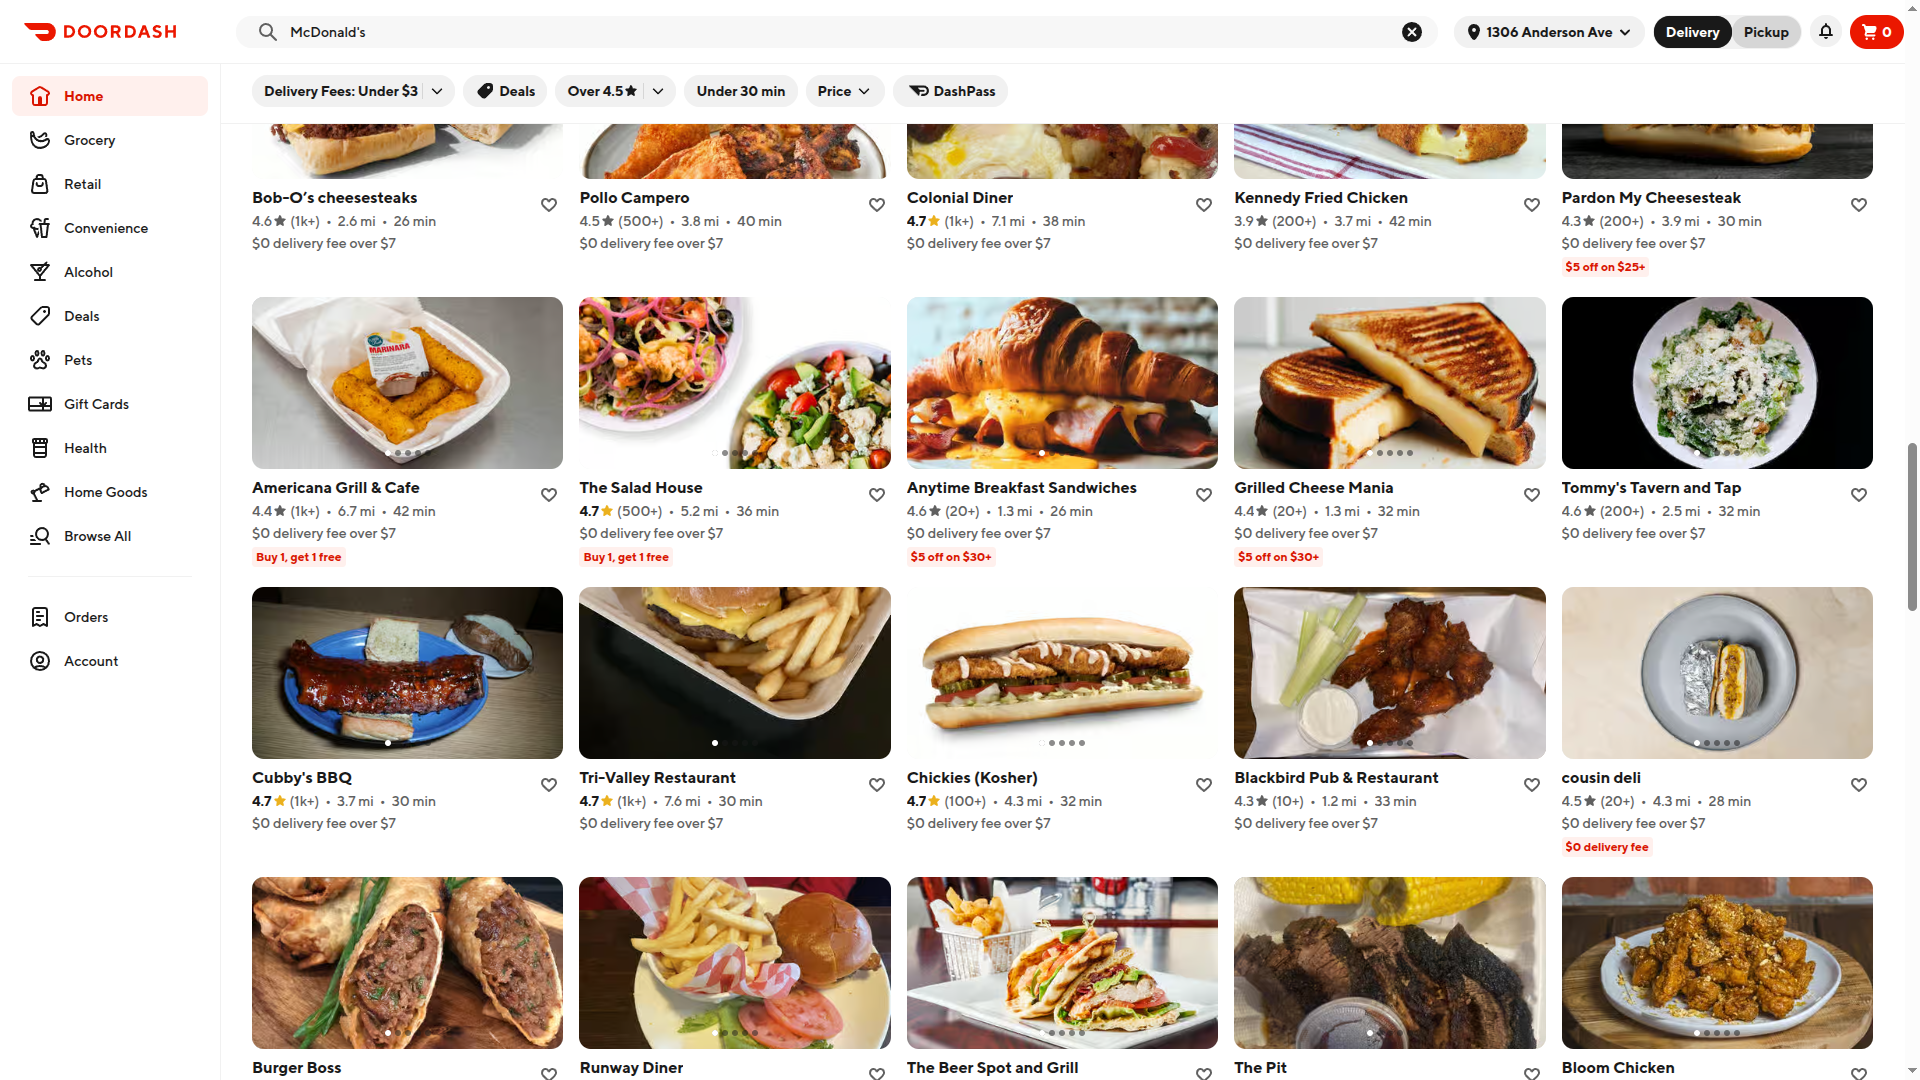 DOORDASH
McDonald's
1306 Anderson Ave
Delivery
Pickup
0
Home
Grocery
Retail
Convenience
Alcohol
Deals
Pets
Gift Cards
Health
Home Goods
Browse All
Orders
Account
Delivery Fees: Under $3
Deals
Over 4.5★
Under 30 min
Price
DashPass
Bob-O’s cheesesteaks
4.6★ (1k+) • 2.6 mi • 26 min
$0 delivery fee over $7
Pollo Campero
4.5★ (500+) • 3.8 mi • 40 min
$0 delivery fee over $7
Colonial Diner
4.7★ (1k+) • 7.1 mi • 38 min
$0 delivery fee over $7
Kennedy Fried Chicken
3.9★ (200+) • 3.7 mi • 42 min
$0 delivery fee over $7
Pardon My Cheesesteak
4.3★ (200+) • 3.9 mi • 30 min
$0 delivery fee over $7
$5 off on $25+
MARINARA
Americana Grill & Cafe
4.4★ (1k+) • 6.7 mi • 42 min
$0 delivery fee over $7
Buy 1, get 1 free
The Salad House
4.7★ (500+) • 5.2 mi • 36 min
$0 delivery fee over $7
Buy 1, get 1 free
Anytime Breakfast Sandwiches
4.6★ (20+) • 1.3 mi • 26 min
$0 delivery fee over $7
$5 off on $30+
Grilled Cheese Mania
4.4★ (20+) • 1.3 mi • 32 min
$0 delivery fee over $7
$5 off on $30+
Tommy's Tavern and Tap
4.6★ (200+) • 2.5 mi • 32 min
$0 delivery fee over $7
Cubby's BBQ
4.7★ (1k+) • 3.7 mi • 30 min
$0 delivery fee over $7
Tri-Valley Restaurant
4.7★ (1k+) • 7.6 mi • 30 min
$0 delivery fee over $7
Chickies (Kosher)
4.7★ (100+) • 4.3 mi • 32 min
$0 delivery fee over $7
Blackbird Pub & Restaurant
4.3★ (10+) • 1.2 mi • 33 min
$0 delivery fee over $7
cousin deli
4.5★ (20+) • 4.3 mi • 28 min
$0 delivery fee over $7
$0 delivery fee
Burger Boss
Runway Diner
The Beer Spot and Grill
The Pit
Bloom Chicken